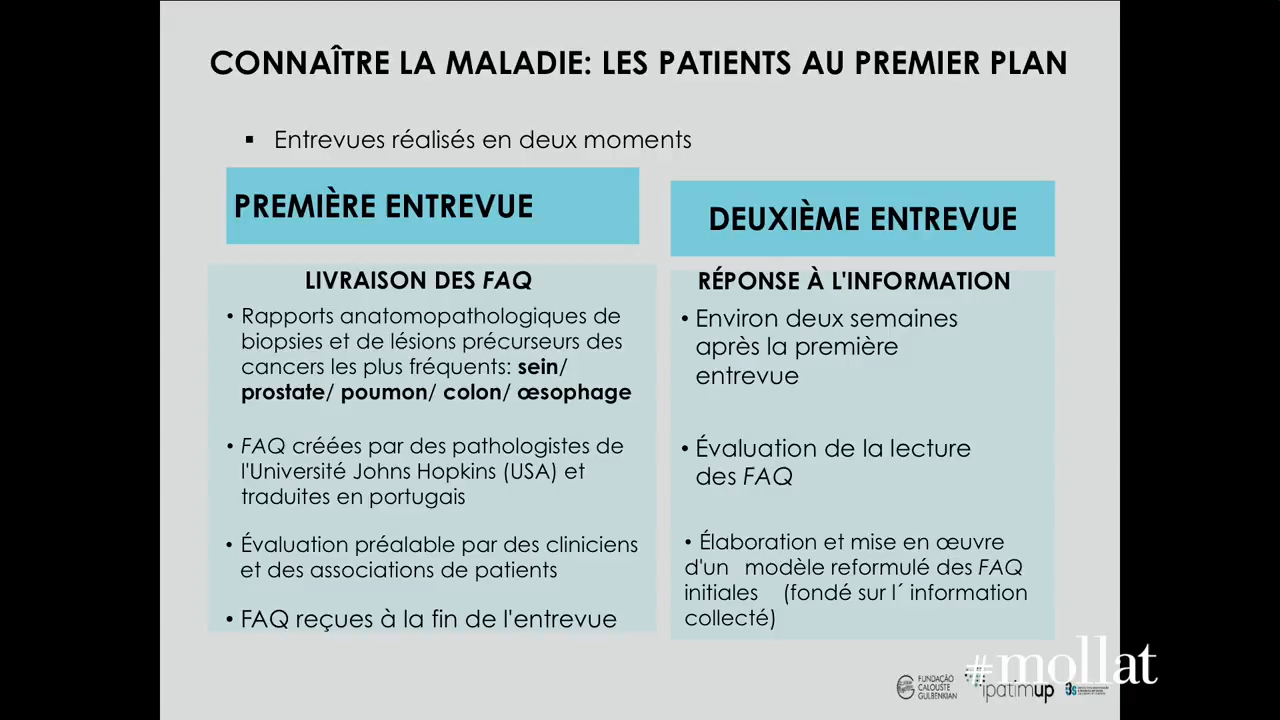 CONNAÎTRE LA MALADIE: LES PATIENTS AU PREMIER PLAN
▪ Entrevues réalisés en deux moments
PREMIÈRE ENTREVUE
LIVRAISON DES FAQ
• Rapports anatomopathologiques de
biopsies et de lésions précurseurs des
cancers les plus fréquents: sein/
prostate/ poumon/ colon/ œsophage
• FAQ créées par des pathologistes de
l'Université Johns Hopkins (USA) et
traduites en portugais
• Évaluation préalable par des cliniciens
et des associations de patients
• FAQ reçues à la fin de l'entrevue
DEUXIÈME ENTREVUE
RÉPONSE À L'INFORMATION
• Environ deux semaines
après la première
entrevue
• Évaluation de la lecture
des FAQ
• Élaboration et mise en œuvre
d'un modèle reformulé des FAQ
initiales (fondé sur l´ information
collecté)
#mollat
FUNDAÇÃO
CALOUSTE
GULBENKIAN
ipatimup
i3s